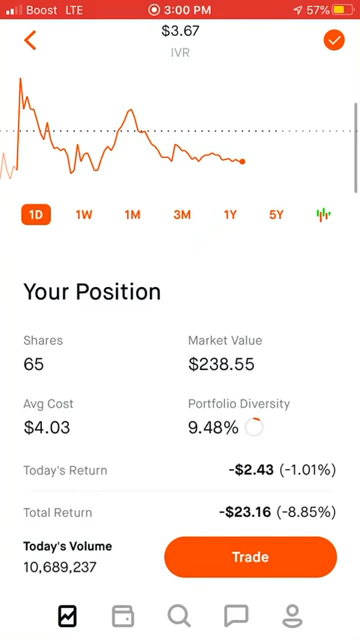 Boost LTE 3:00 PM 57%
$3.67
IVR
1D 1W 1M 3M 1Y 5Y
Your Position
Shares Market Value
65 $238.55
Avg Cost Portfolio Diversity
$4.03 9.48%
Today's Return -$2.43 (-1.01%)
Total Return -$23.16 (-8.85%)
Today's Volume
10,689,237
Trade